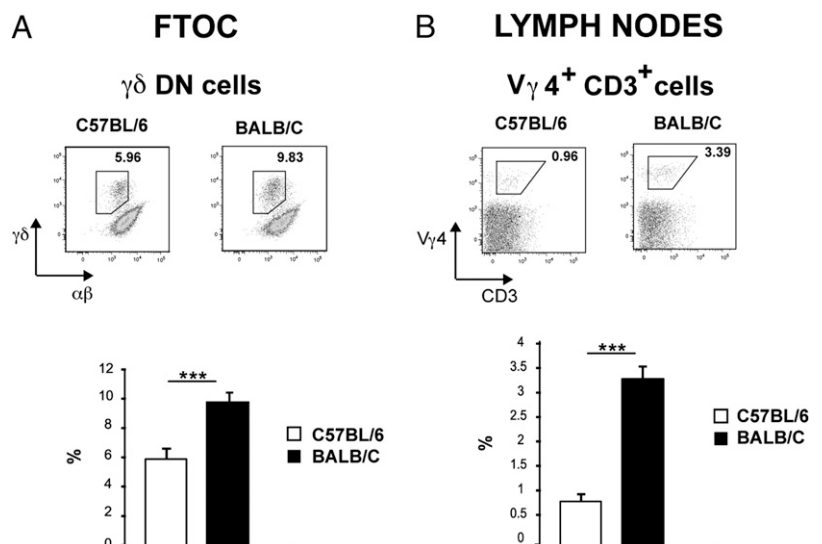 A FTOC
γδ DN cells
C57BL/6 BALB/C
5.96 9.83
γδ
αβ
12
10
8
6
4
2
0
%
***
C57BL/6
BALB/C
B LYMPH NODES
Vγ 4+ CD3+ cells
C57BL/6 BALB/C
0.96 3.39
Vγ4
CD3
4
3.5
3
2.5
2
1.5
1
0.5
0
%
***
C57BL/6
BALB/C